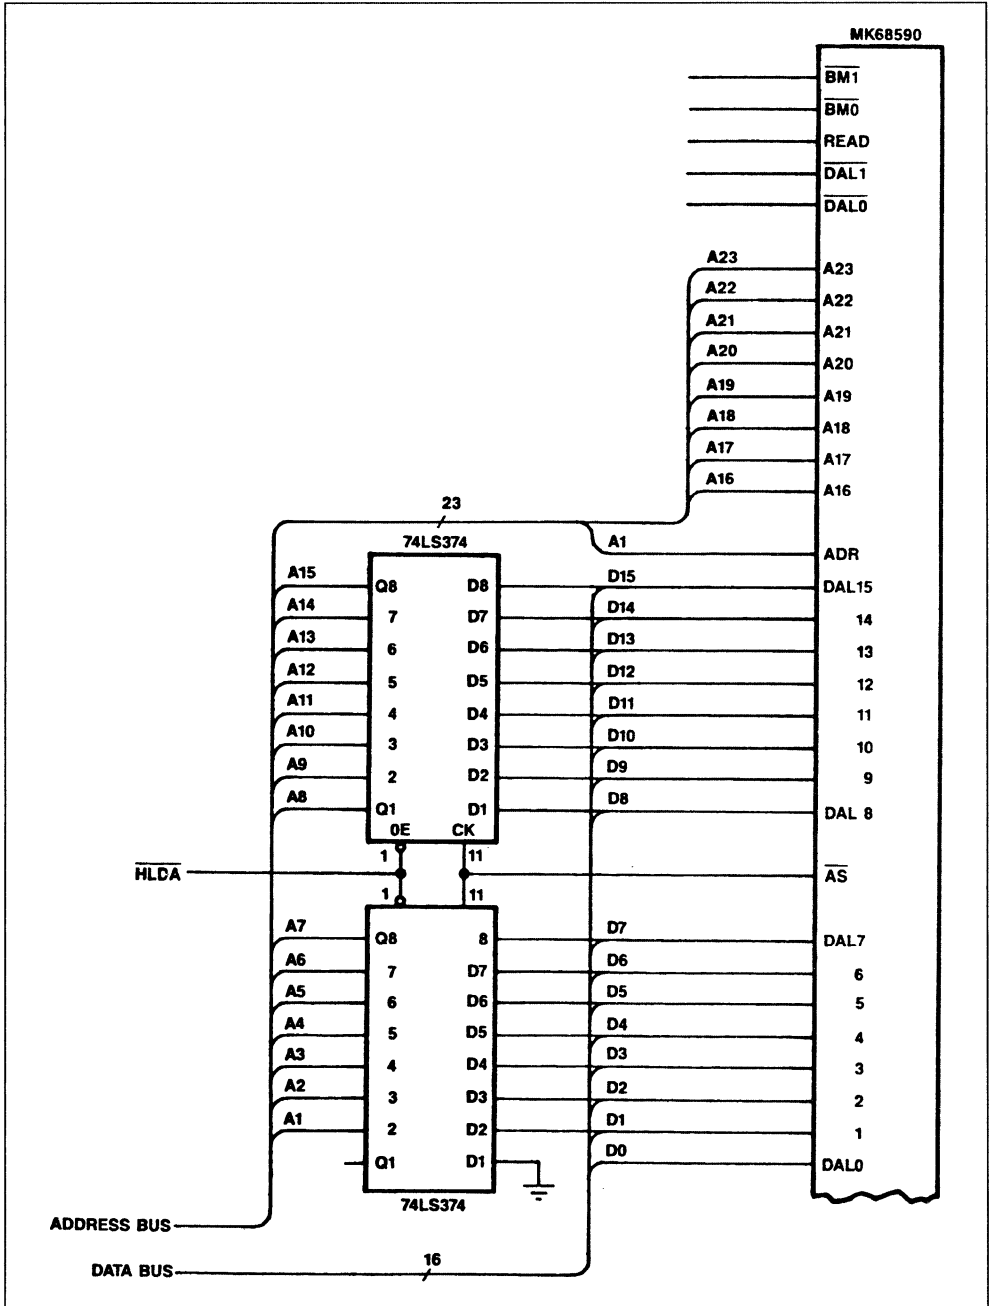 MK68590
BM1
BM0
READ
DAL1
DAL0
A23 A23
A22 A22
A21 A21
A20 A20
A19 A19
A18 A18
A17 A17
A16 A16
23
74LS374
A1 ADR
A15 Q8 D8 D15 DAL15
A14 7 D7 D14 14
A13 6 D6 D13 13
A12 5 D5 D12 12
A11 4 D4 D11 11
A10 3 D3 D10 10
A9 2 D2 D9 9
A8 Q1 D1 D8 DAL 8
0E CK
1 11
HLDA AS
1 11
A7 Q8 8 D7 DAL7
A6 7 D7 D6 6
A5 6 D6 D5 5
A4 5 D5 D4 4
A3 4 D4 D3 3
A2 3 D3 D2 2
A1 2 D2 D1 1
Q1 D1 D0 DAL0
74LS374
ADDRESS BUS
16
DATA BUS